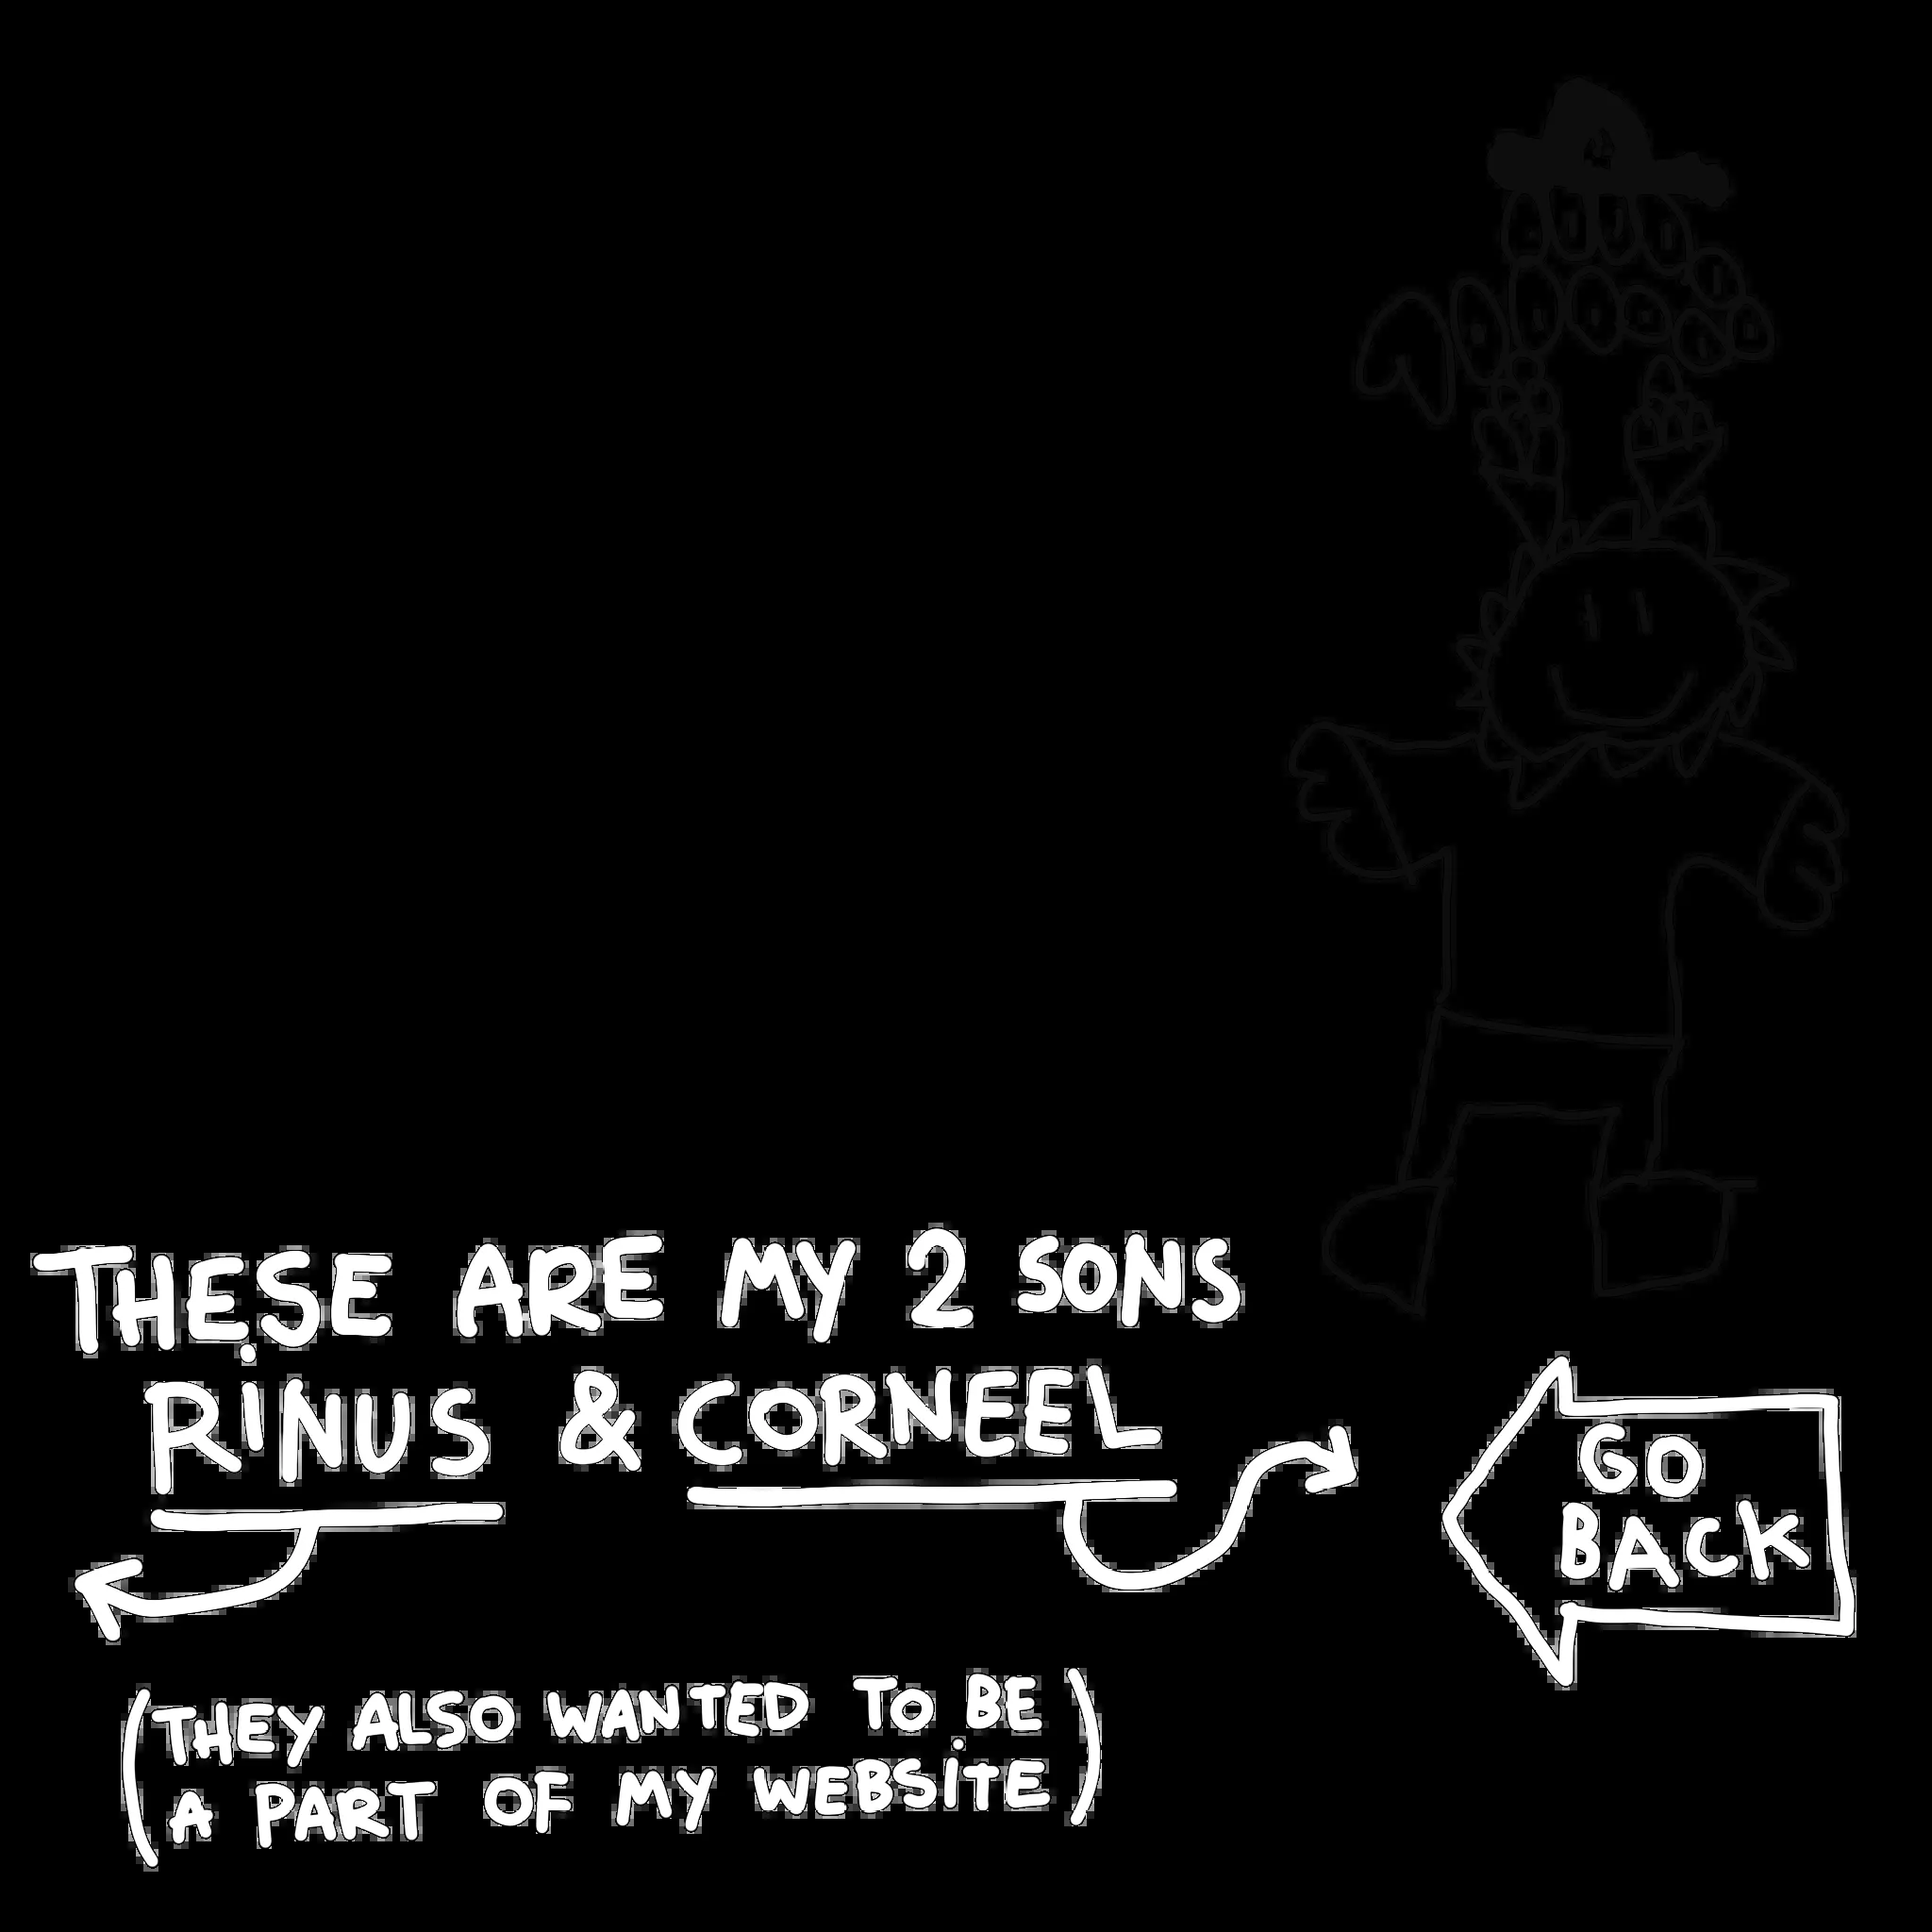 THESE ARE MY 2 SONS
RINUS & CORNEEL
GO
BACK
(THEY ALSO WANTED TO BE
A PART OF MY WEBSITE)